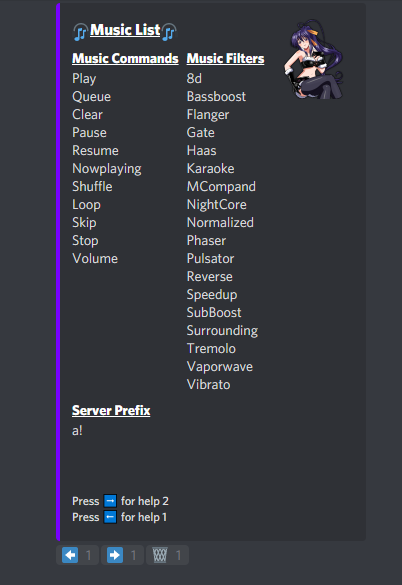 🎵Music List🎵
Music Commands
Play
Queue
Clear
Pause
Resume
Nowplaying
Shuffle
Loop
Skip
Stop
Volume
Music Filters
8d
Bassboost
Flanger
Gate
Haas
Karaoke
MCompand
NightCore
Normalized
Phaser
Pulsator
Reverse
Speedup
SubBoost
Surrounding
Tremolo
Vaporwave
Vibrato
Server Prefix
a!
Press ➡ for help 2
Press ⬅ for help 1
⬅ 1 ➡ 1 🗑 1